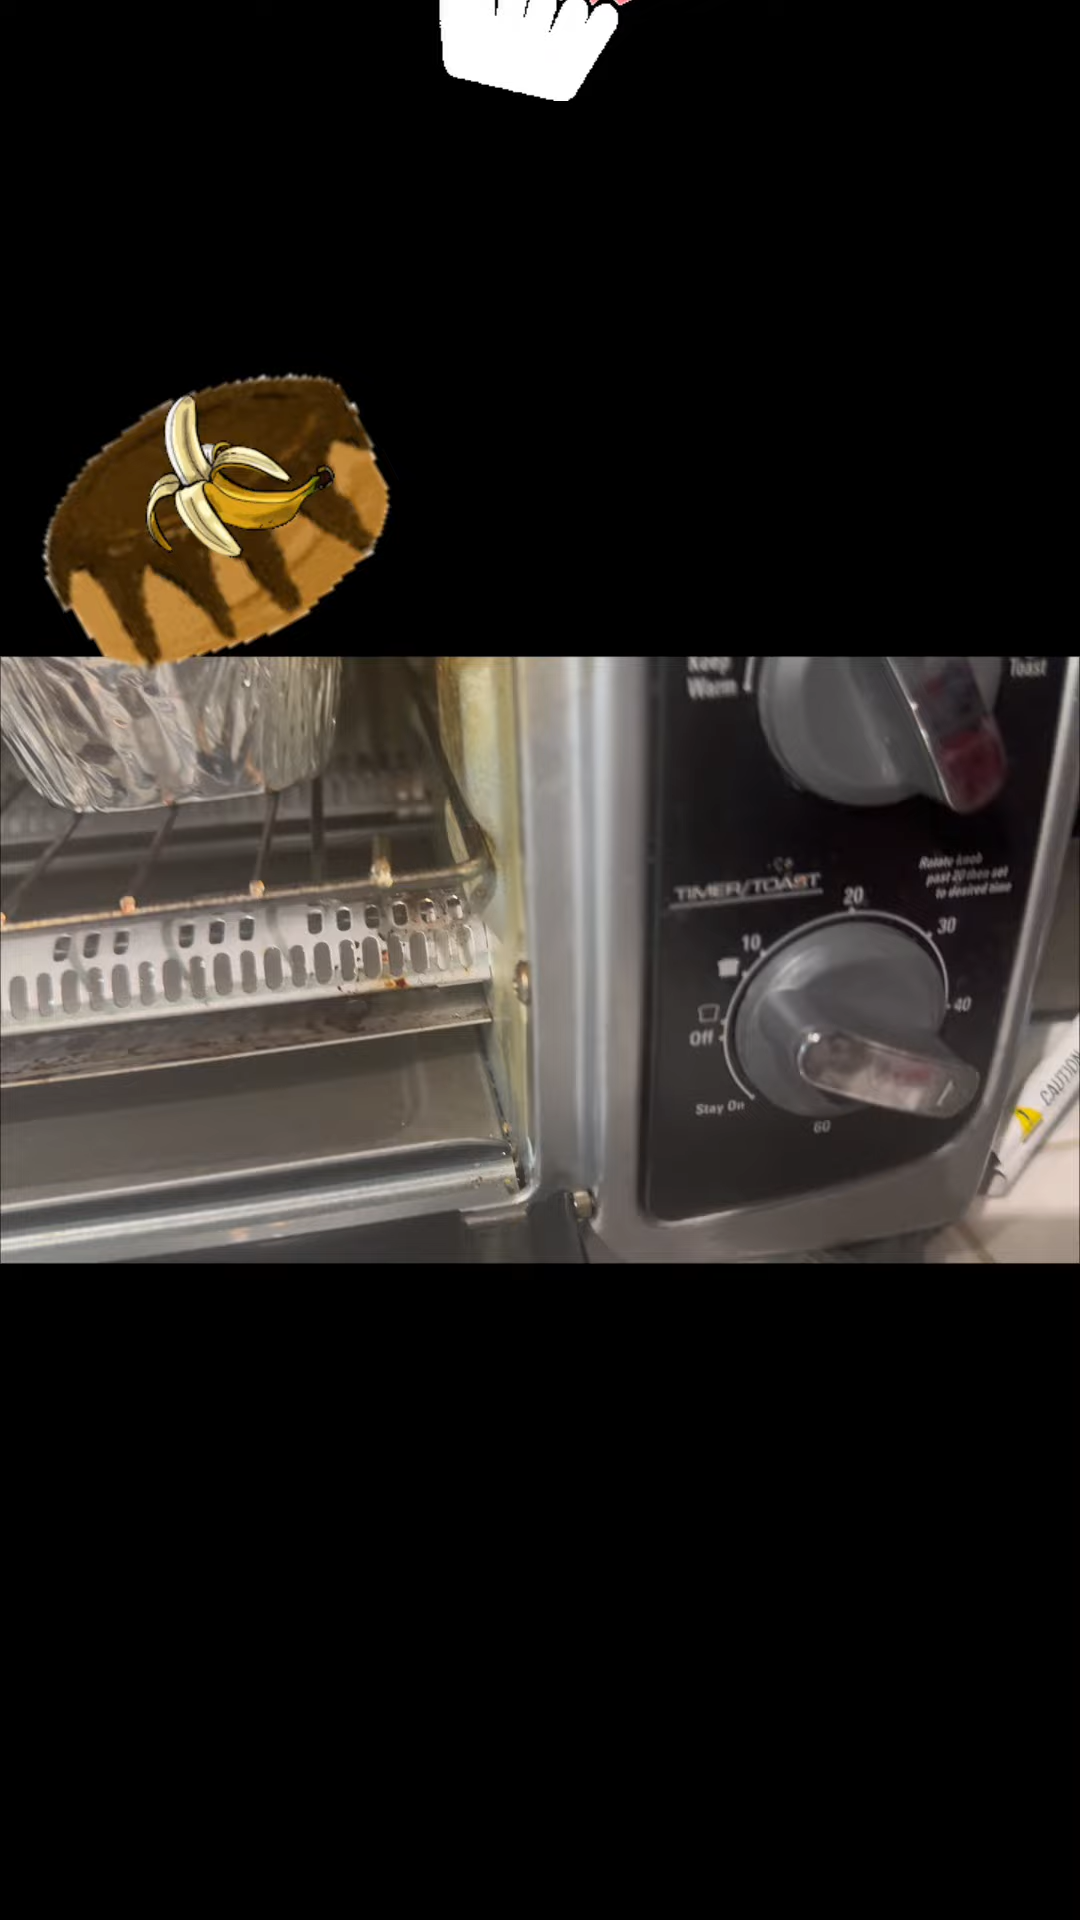 Keep
Warm
Toast
TIMER/TOAST
Rotate knob
past 20 then set
to desired time
20
10
30
40
Off
Stay On
60
CAUTION